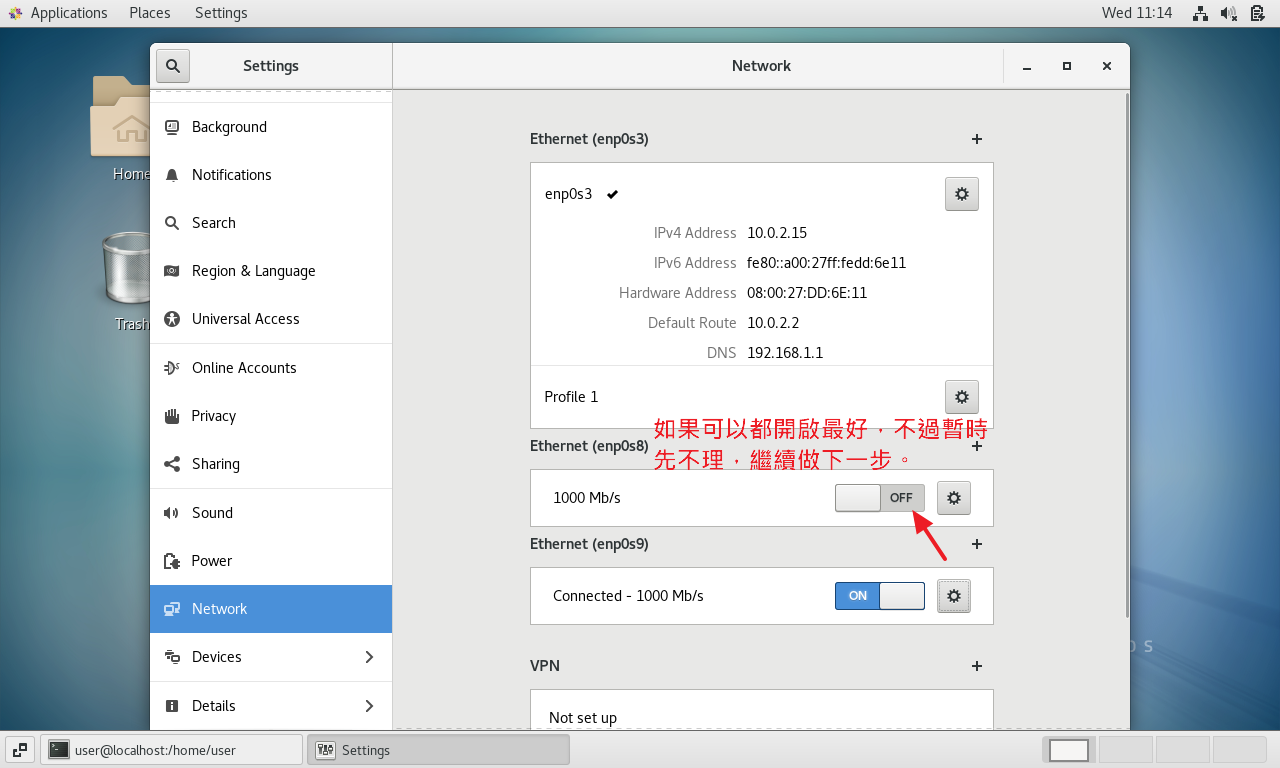 Applications Places Settings Wed 11:14
Settings Network
Background
Notifications
Search
Region & Language
Universal Access
Online Accounts
Privacy
Sharing
Sound
Power
Network
Devices
Details
Home
Trash
Ethernet (enp0s3)
enp0s3
IPv4 Address 10.0.2.15
IPv6 Address fe80::a00:27ff:fedd:6e11
Hardware Address 08:00:27:DD:6E:11
Default Route 10.0.2.2
DNS 192.168.1.1
Profile 1
如果可以都開啟最好，不過暫時
先不理，繼續做下一步。
Ethernet (enp0s8)
1000 Mb/s OFF
Ethernet (enp0s9)
Connected - 1000 Mb/s ON
VPN
Not set up
user@localhost:/home/user Settings